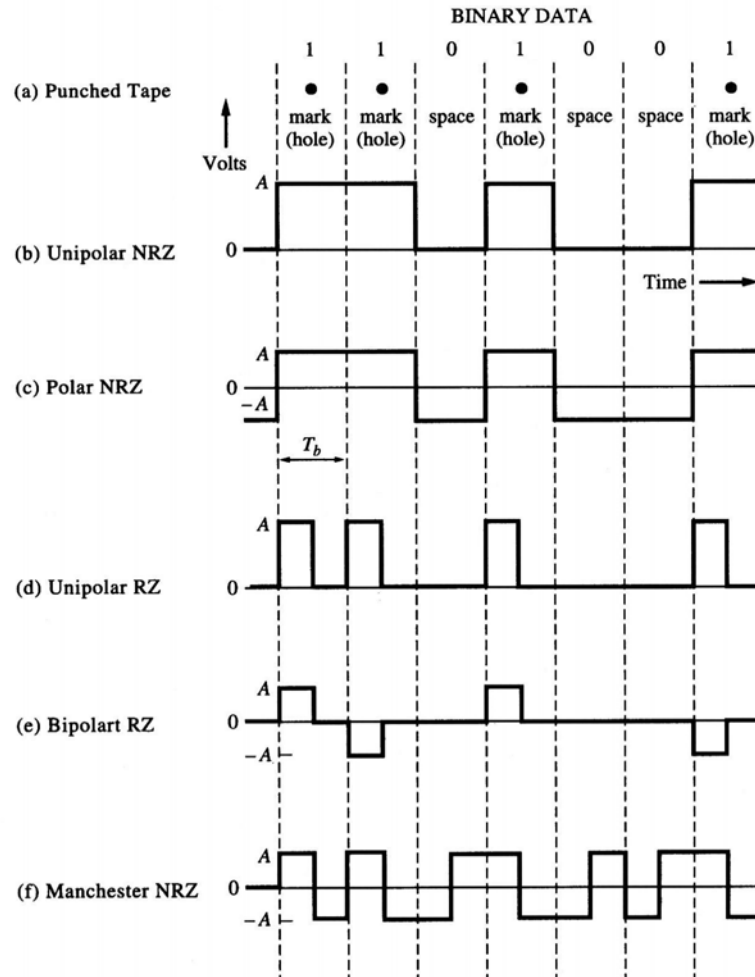 BINARY DATA
1 1 0 1 0 0 1
(a) Punched Tape
mark mark space mark space space mark
(hole) (hole) (hole) (hole)
Volts
A
0
(b) Unipolar NRZ
Time
A
(c) Polar NRZ
0
−A
T_b
A
(d) Unipolar RZ
0
A
(e) Bipolart RZ
0
−A
A
(f) Manchester NRZ
0
−A